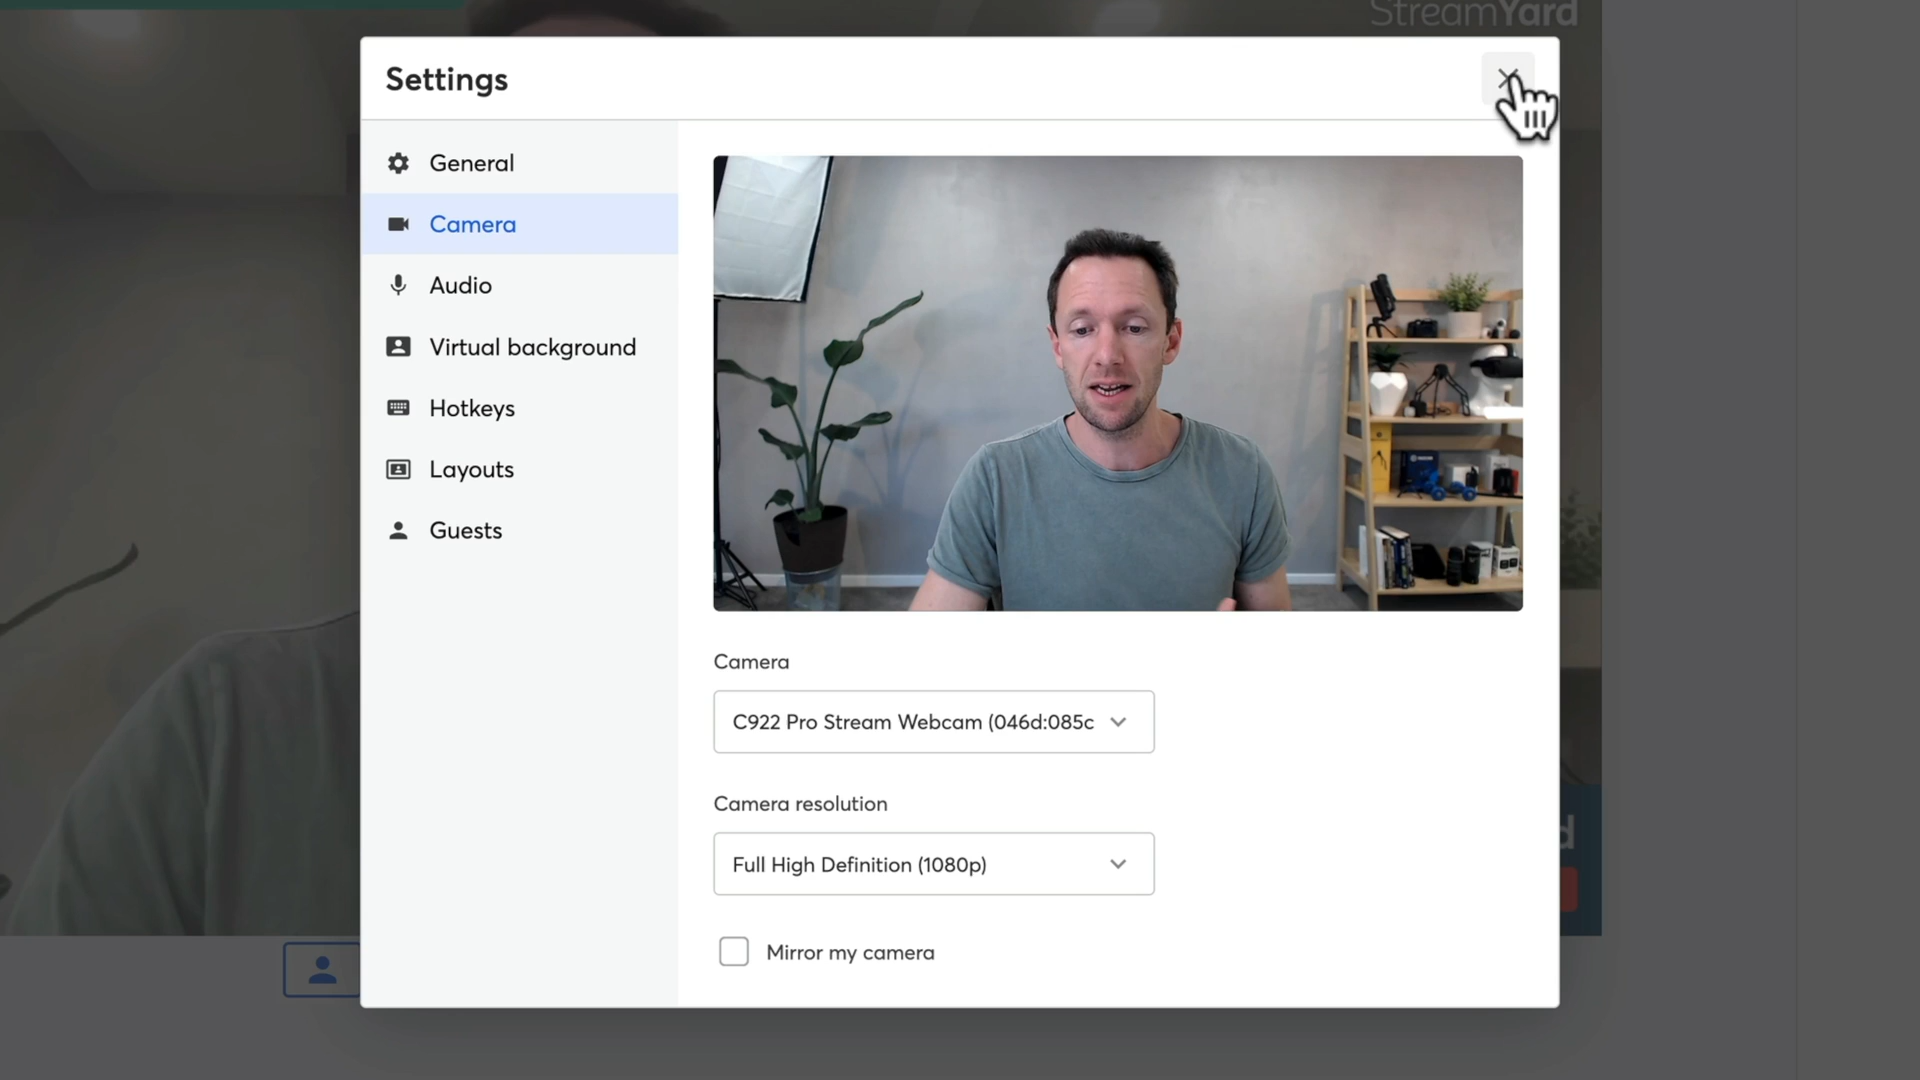 StreamYard
Settings
General
Camera
Audio
Virtual background
Hotkeys
Layouts
Guests
Camera
C922 Pro Stream Webcam (046d:085c
Camera resolution
Full High Definition (1080p)
Mirror my camera